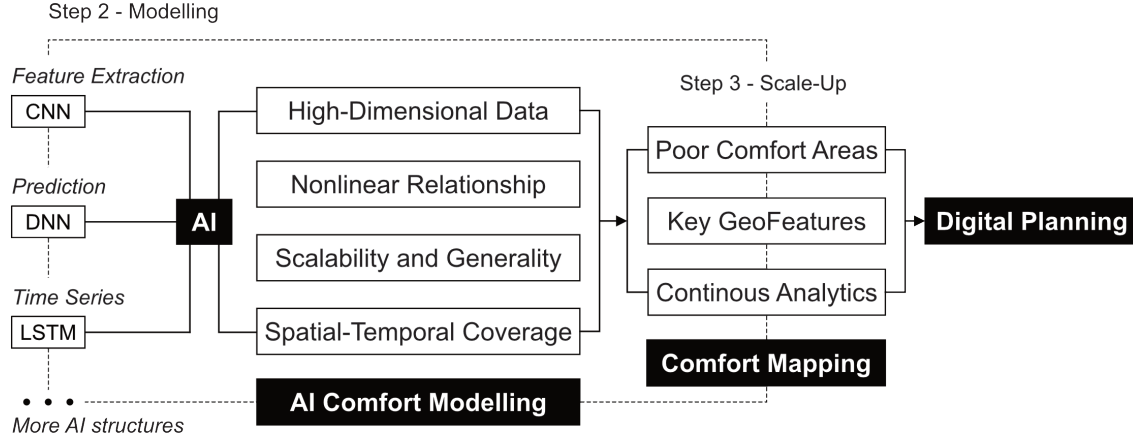 Step 2 - Modelling
Feature Extraction
CNN
Prediction
DNN
Time Series
LSTM
More AI structures
AI
High-Dimensional Data
Nonlinear Relationship
Scalability and Generality
Spatial-Temporal Coverage
AI Comfort Modelling
Step 3 - Scale-Up
Poor Comfort Areas
Key GeoFeatures
Continous Analytics
Comfort Mapping
Digital Planning